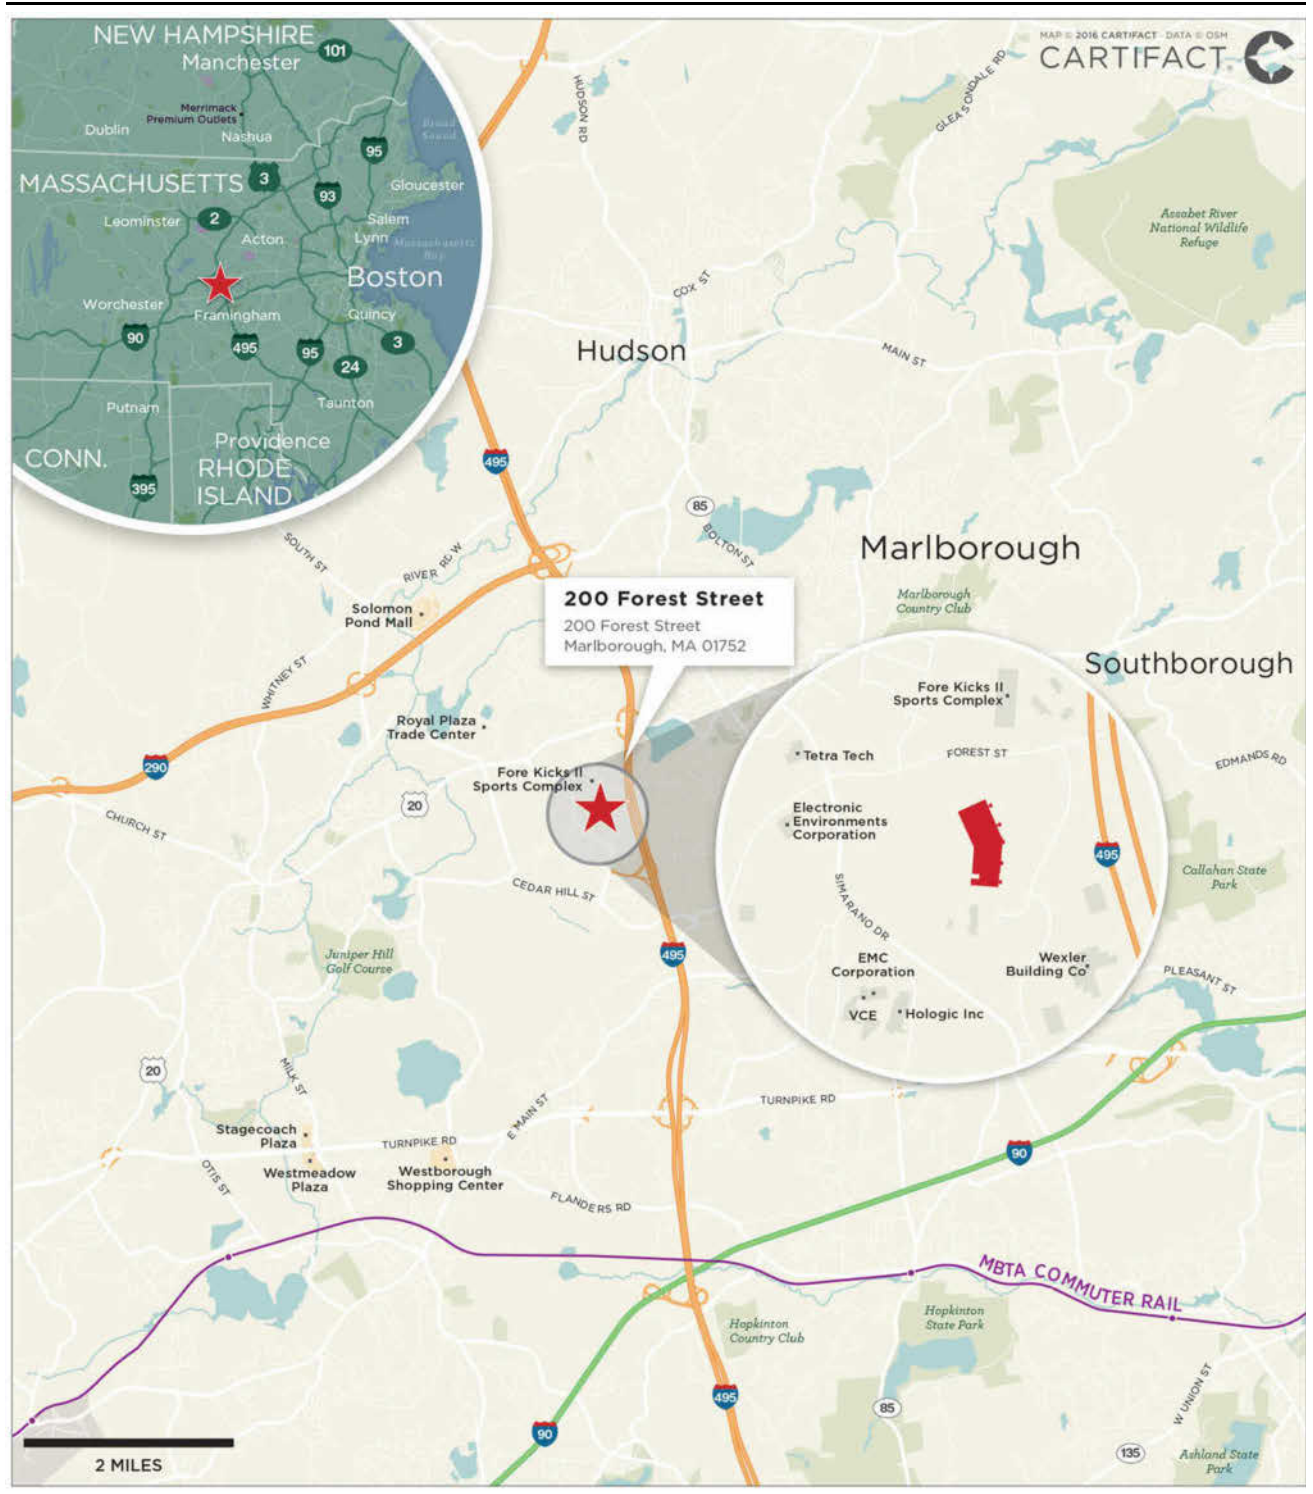 NEW HAMPSHIRE
101
Manchester
Merrimack
Premium Outlets
Dublin
Nashua
Broad
Sound
95
MASSACHUSETTS
3
93
Gloucester
Leominster
2
Salem
Acton
Lynn
Massachusetts
Bay
Boston
Worchester
Framingham
Quincy
90
495
95
3
24
Putnam
Taunton
Providence
CONN.
RHODE
ISLAND
395
MAP © 2016 CARTIFACT · DATA © OSM
CARTIFACT
HUDSON RD
GLEASONDALE RD
Assabet River
National Wildlife
Refuge
COX ST
Hudson
MAIN ST
495
85
BOLTON ST
SOUTH ST
RIVER RD W
Marlborough
Marlborough
Country Club
200 Forest Street
200 Forest Street
Marlborough, MA 01752
Solomon
Pond Mall
WHITNEY ST
Southborough
Royal Plaza
Trade Center
Fore Kicks II
Sports Complex
290
20
CHURCH ST
CEDAR HILL ST
Fore Kicks II
Sports Complex
Tetra Tech
FOREST ST
EDMANDS RD
Electronic
Environments
Corporation
495
SIMARANO DR
Callahan State
Park
EMC
Corporation
Wexler
Building Co
VCE
Hologic Inc
PLEASANT ST
Juniper Hill
Golf Course
495
20
MILK ST
TURNPIKE RD
E MAIN ST
Stagecoach
Plaza
TURNPIKE RD
90
Westmeadow
Plaza
Westborough
Shopping Center
OTIS ST
FLANDERS RD
MBTA COMMUTER RAIL
Hopkinton
Country Club
Hopkinton
State Park
495
85
W UNION ST
90
135
Ashland State
Park
2 MILES